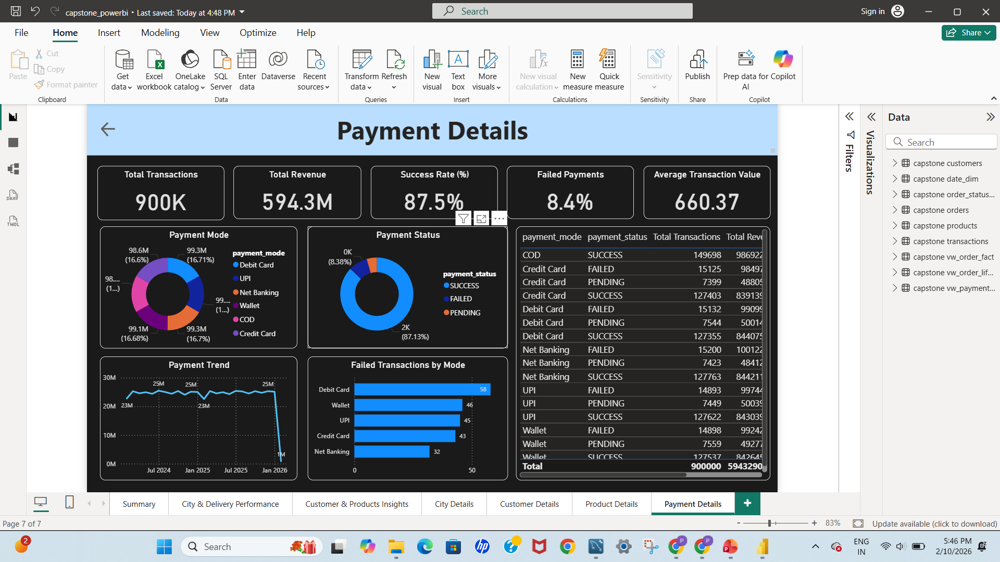 capstone_powerbi • Last saved: Today at 4:48 PM
Search
Sign in
File Home Insert Modeling View Optimize Help
Share
Paste
Cut
Copy
Format painter
Clipboard
Get data
Excel workbook
OneLake catalog
SQL Server
Enter data
Dataverse
Recent sources
Data
Transform data
Refresh
Queries
New visual
Text box
More visuals
Insert
New visual calculation
New measure
Quick measure
Calculations
Sensitivity
Sensitivity
Publish
Share
Prep data for AI
Copilot
Copilot
DAX
TMDL
Payment Details
Total Transactions
900K
Total Revenue
594.3M
Success Rate (%)
87.5%
Failed Payments
8.4%
Average Transaction Value
660.37
Payment Mode
98.6M
(16.6%)
99.3M
(16.71%)
98....
(1...)
99....
(1...)
99.1M
(16.68%)
99.3M
(16.7%)
payment_mode
Debit Card
UPI
Net Banking
Wallet
COD
Credit Card
Payment Status
0K
(8.38%)
2K
(87.13%)
payment_status
SUCCESS
FAILED
PENDING
payment_mode payment_status Total Transactions Total Reve
COD SUCCESS 149698 986922
Credit Card FAILED 15125 98497
Credit Card PENDING 7399 48805
Credit Card SUCCESS 127403 839139
Debit Card FAILED 15132 99099
Debit Card PENDING 7544 50014
Debit Card SUCCESS 127355 844075
Net Banking FAILED 15200 100122
Net Banking PENDING 7423 48412
Net Banking SUCCESS 127763 844211
UPI FAILED 14893 99744
UPI PENDING 7449 50039
UPI SUCCESS 127622 843039
Wallet FAILED 14898 99242
Wallet PENDING 7559 49277
Wallet SUCCESS 127537 842645
Total 900000 5943290
Payment Trend
30M
20M
10M
0M
25M
25M
25M
23M
23M
1M
Jul 2024 Jan 2025 Jul 2025 Jan 2026
Failed Transactions by Mode
Debit Card 58
Wallet 46
UPI 45
Credit Card 43
Net Banking 32
0 50
Filters
Visualizations
Data
Search
capstone customers
capstone date_dim
capstone order_status...
capstone orders
capstone products
capstone transactions
capstone vw_order_fact
capstone vw_order_lif...
capstone vw_payment...
Summary
City & Delivery Performance
Customer & Products Insights
City Details
Customer Details
Product Details
Payment Details
Page 7 of 7
- + 83%
Update available (click to download)
2
Search
hp
P
P
P
ENG
IN
5:46 PM
2/10/2026